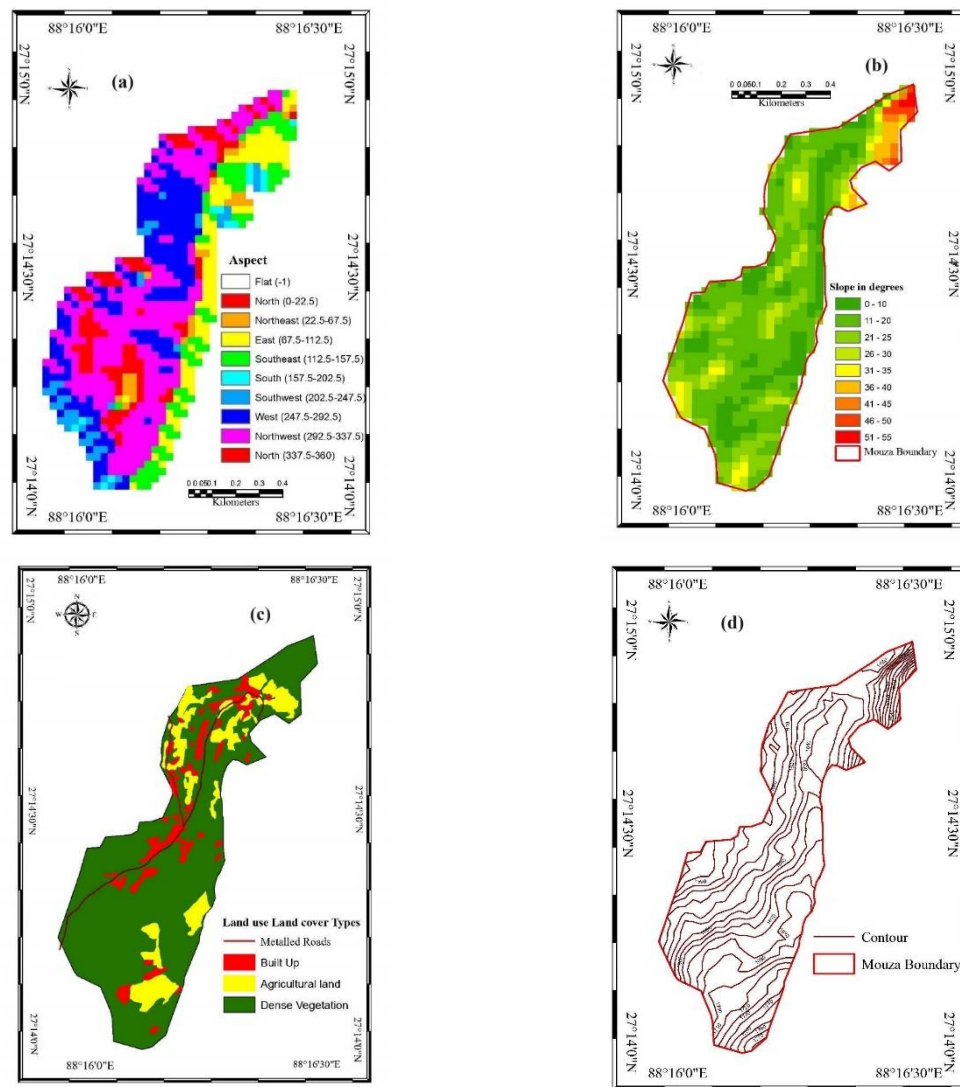 88°16'0"E 88°16'30"E
(a)
27°15'0"N 27°15'0"N
27°14'30"N 27°14'30"N
27°14'0"N 27°14'0"N
Aspect
Flat (-1)
North (0-22.5)
Northeast (22.5-67.5)
East (67.5-112.5)
Southeast (112.5-157.5)
South (157.5-202.5)
Southwest (202.5-247.5)
West (247.5-292.5)
Northwest (292.5-337.5)
North (337.5-360)
0 0.05 0.1 0.2 0.3 0.4
Kilometers
88°16'0"E 88°16'30"E
88°16'0"E 88°16'30"E
(b)
0 0.05 0.1 0.2 0.3 0.4
Kilometers
27°15'0"N 27°15'0"N
27°14'30"N 27°14'30"N
27°14'0"N 27°14'0"N
Slope in degrees
0 - 10
11 - 20
21 - 25
26 - 30
31 - 35
36 - 40
41 - 45
46 - 50
51 - 55
Mouza Boundary
88°16'0"E 88°16'30"E
88°16'0"E 88°16'30"E
N
W E
S
(c)
27°15'0"N 27°15'0"N
27°14'30"N 27°14'30"N
27°14'0"N 27°14'0"N
Land use Land cover Types
Metalled Roads
Built Up
Agricultural land
Dense Vegetation
88°16'0"E 88°16'30"E
88°16'0"E 88°16'30"E
(d)
27°15'0"N 27°15'0"N
27°14'30"N 27°14'30"N
27°14'0"N 27°14'0"N
Contour
Mouza Boundary
88°16'0"E 88°16'30"E